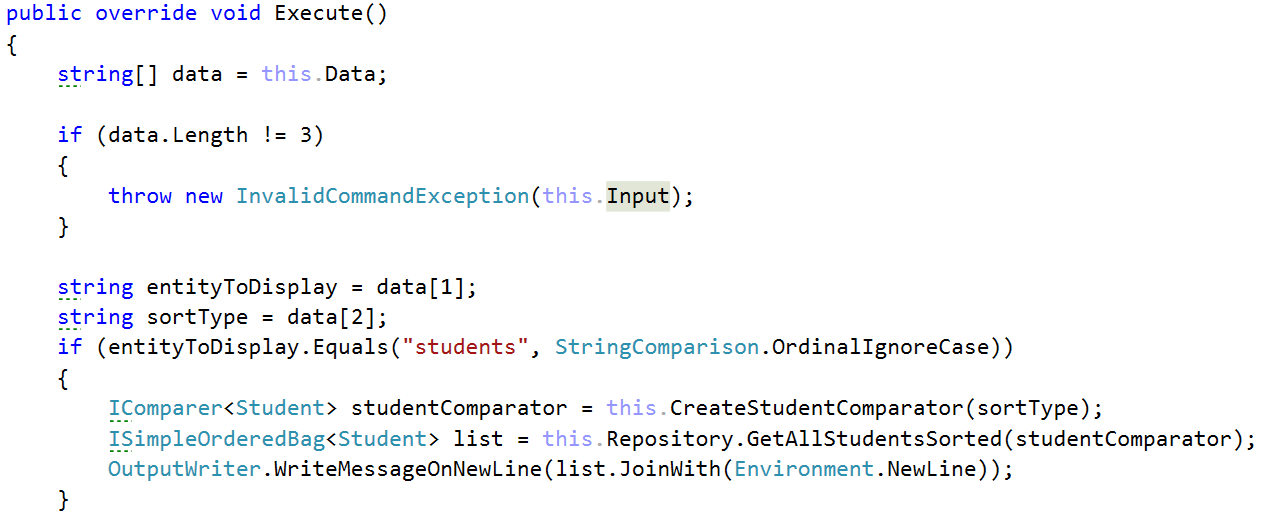 public override void Execute()
{
    string[] data = this.Data;

    if (data.Length != 3)
    {
        throw new InvalidCommandException(this.Input);
    }

    string entityToDisplay = data[1];
    string sortType = data[2];
    if (entityToDisplay.Equals("students", StringComparison.OrdinalIgnoreCase))
    {
        IComparer<Student> studentComparator = this.CreateStudentComparator(sortType);
        ISimpleOrderedBag<Student> list = this.Repository.GetAllStudentsSorted(studentComparator);
        OutputWriter.WriteMessageOnNewLine(list.JoinWith(Environment.NewLine));
    }